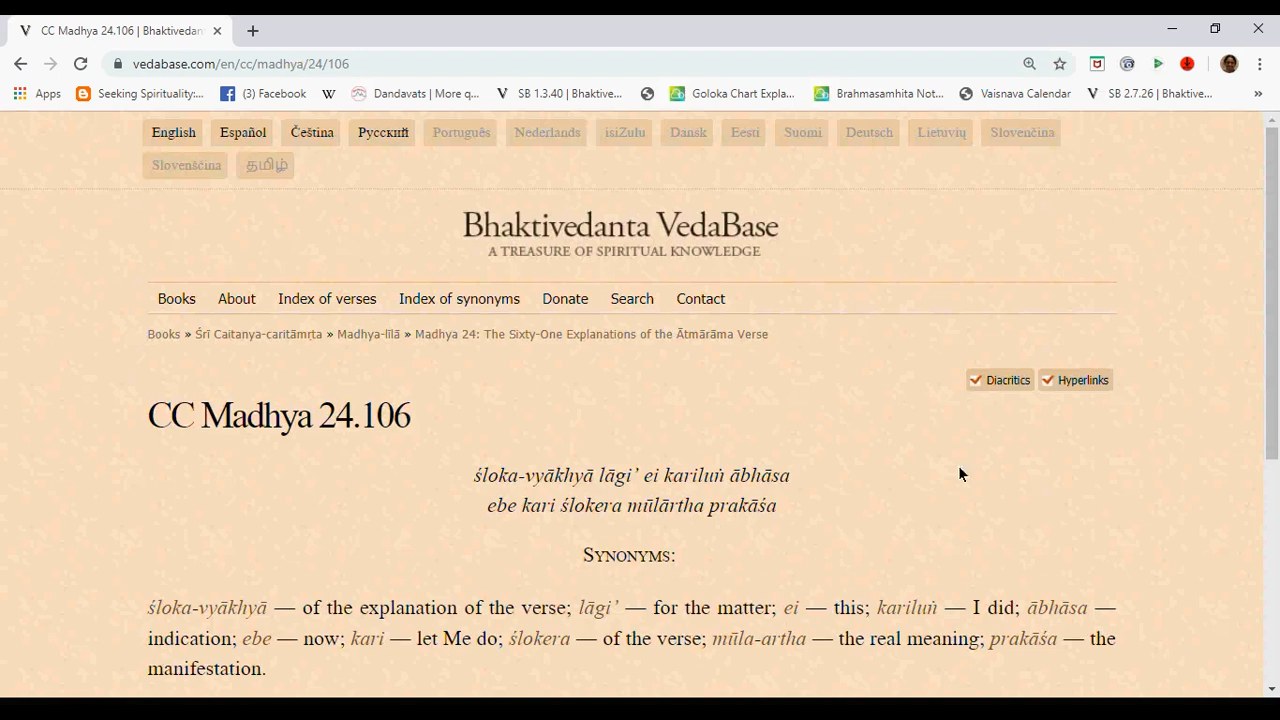 CC Madhya 24.106 | Bhaktivedan
vedabase.com/en/cc/madhya/24/106
Apps Seeking Spirituality:... (3) Facebook Dandavats | More q... SB 1.3.40 | Bhaktive... Goloka Chart Expla... Brahmasamhita Not... Vaisnava Calendar SB 2.7.26 | Bhaktive... »
English Español Čeština Русский Português Nederlands isiZulu Dansk Eesti Suomi Deutsch Lietuvių Slovenčina
Slovenščina தமிழ்
Bhaktivedanta VedaBase
A TREASURE OF SPIRITUAL KNOWLEDGE
Books About Index of verses Index of synonyms Donate Search Contact
Books » Śrī Caitanya-caritāmṛta » Madhya-līlā » Madhya 24: The Sixty-One Explanations of the Ātmārāma Verse
Diacritics Hyperlinks
CC Madhya 24.106
śloka-vyākhyā lāgi’ ei kariluṅ ābhāsa
ebe kari ślokera mūlārtha prakāśa
SYNONYMS:
śloka-vyākhyā — of the explanation of the verse; lāgi’ — for the matter; ei — this; kariluṅ — I did; ābhāsa —
indication; ebe — now; kari — let Me do; ślokera — of the verse; mūla-artha — the real meaning; prakāśa — the
manifestation.